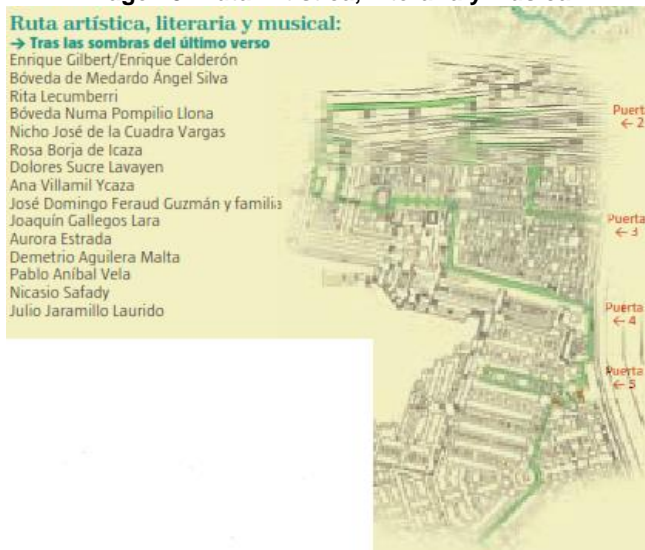 Ruta artística, literaria y musical:
→ Tras las sombras del último verso
Enrique Gilbert/Enrique Calderón
Bóveda de Medardo Ángel Silva
Rita Lecumberri
Bóveda Numa Pompilio Llona
Nicho José de la Cuadra Vargas
Rosa Borja de Icaza
Dolores Sucre Lavayen
Ana Villamil Ycaza
José Domingo Feraud Guzmán y familia
Joaquín Gallegos Lara
Aurora Estrada
Demetrio Aguilera Malta
Pablo Aníbal Vela
Nicasio Safady
Julio Jaramillo Laurido
Puerta
← 2
Puerta
← 3
Puerta
← 4
Puerta
← 5